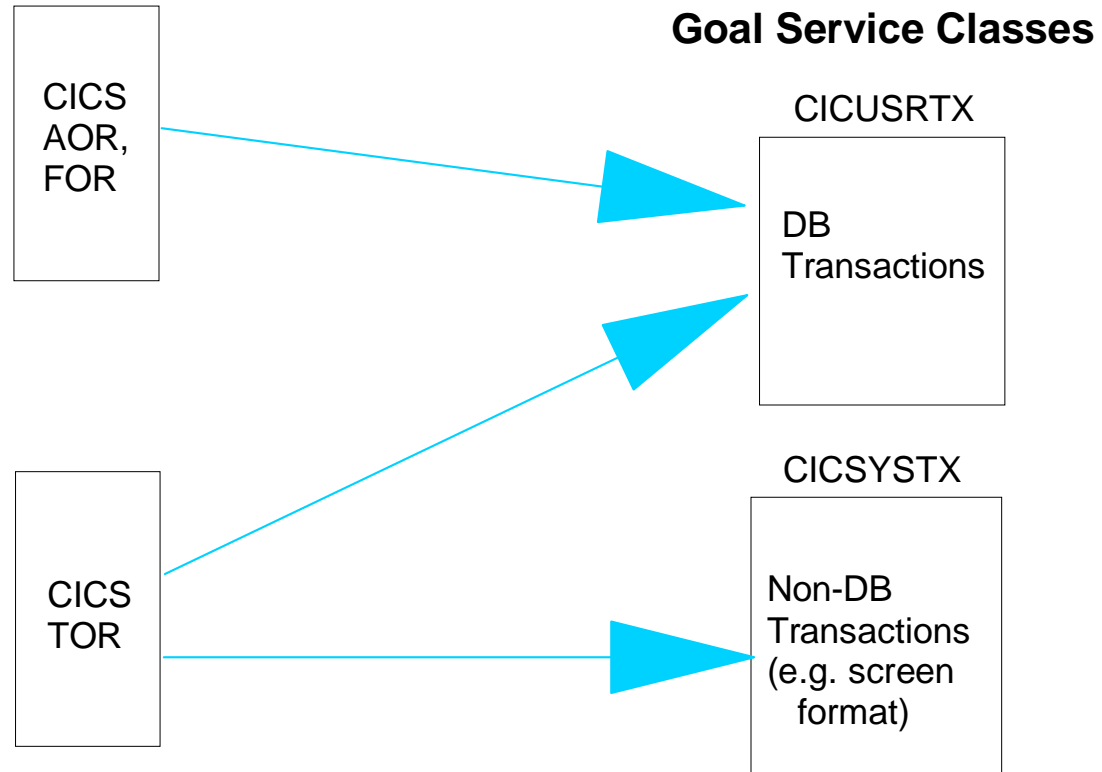 Goal Service Classes
CICS
AOR,
FOR
CICUSRTX
DB
Transactions
CICS
TOR
CICSYSTX
Non-DB
Transactions
(e.g. screen
format)